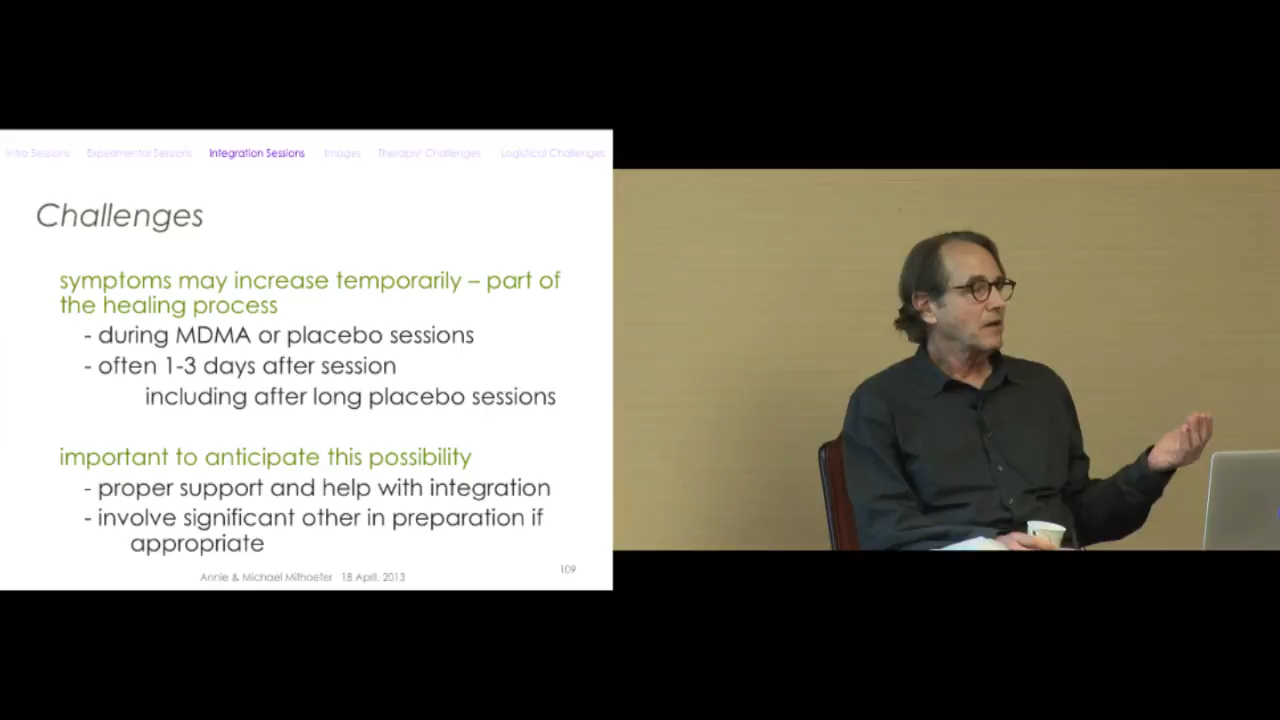 Intro Sessions Experimental Sessions Integration Sessions Images Therapist Challenges Logistical Challenges
Challenges
symptoms may increase temporarily – part of
the healing process
- during MDMA or placebo sessions
- often 1-3 days after session
including after long placebo sessions
important to anticipate this possibility
- proper support and help with integration
- involve significant other in preparation if
appropriate
Annie & Michael Mithoefer 18 April, 2013
109